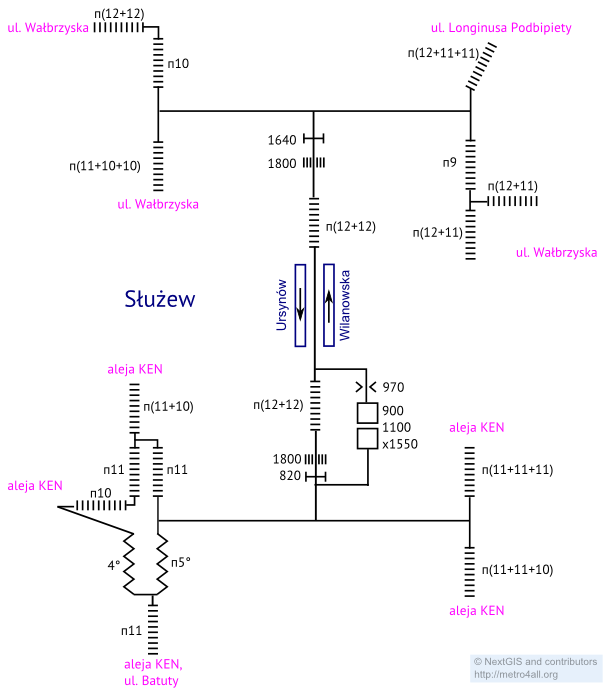 п(12+12)
ul. Wałbrzyska
ul. Longinusa Podbipięty
п(12+11+11)
п10
1640
1800
п9
п(11+10+10)
п(12+11)
ul. Wałbrzyska
п(12+12)
п(12+11)
ul. Wałbrzyska
Służew
Ursynów
Wilanowska
aleja KEN
970
п(11+10)
п(12+12)
900
1100
x1550
aleja KEN
1800
820
п11
п11
п(11+11+11)
aleja KEN
п10
4°
п5°
п(11+11+10)
aleja KEN
п11
aleja KEN,
ul. Batuty
© NextGIS and contributors
http://metro4all.org